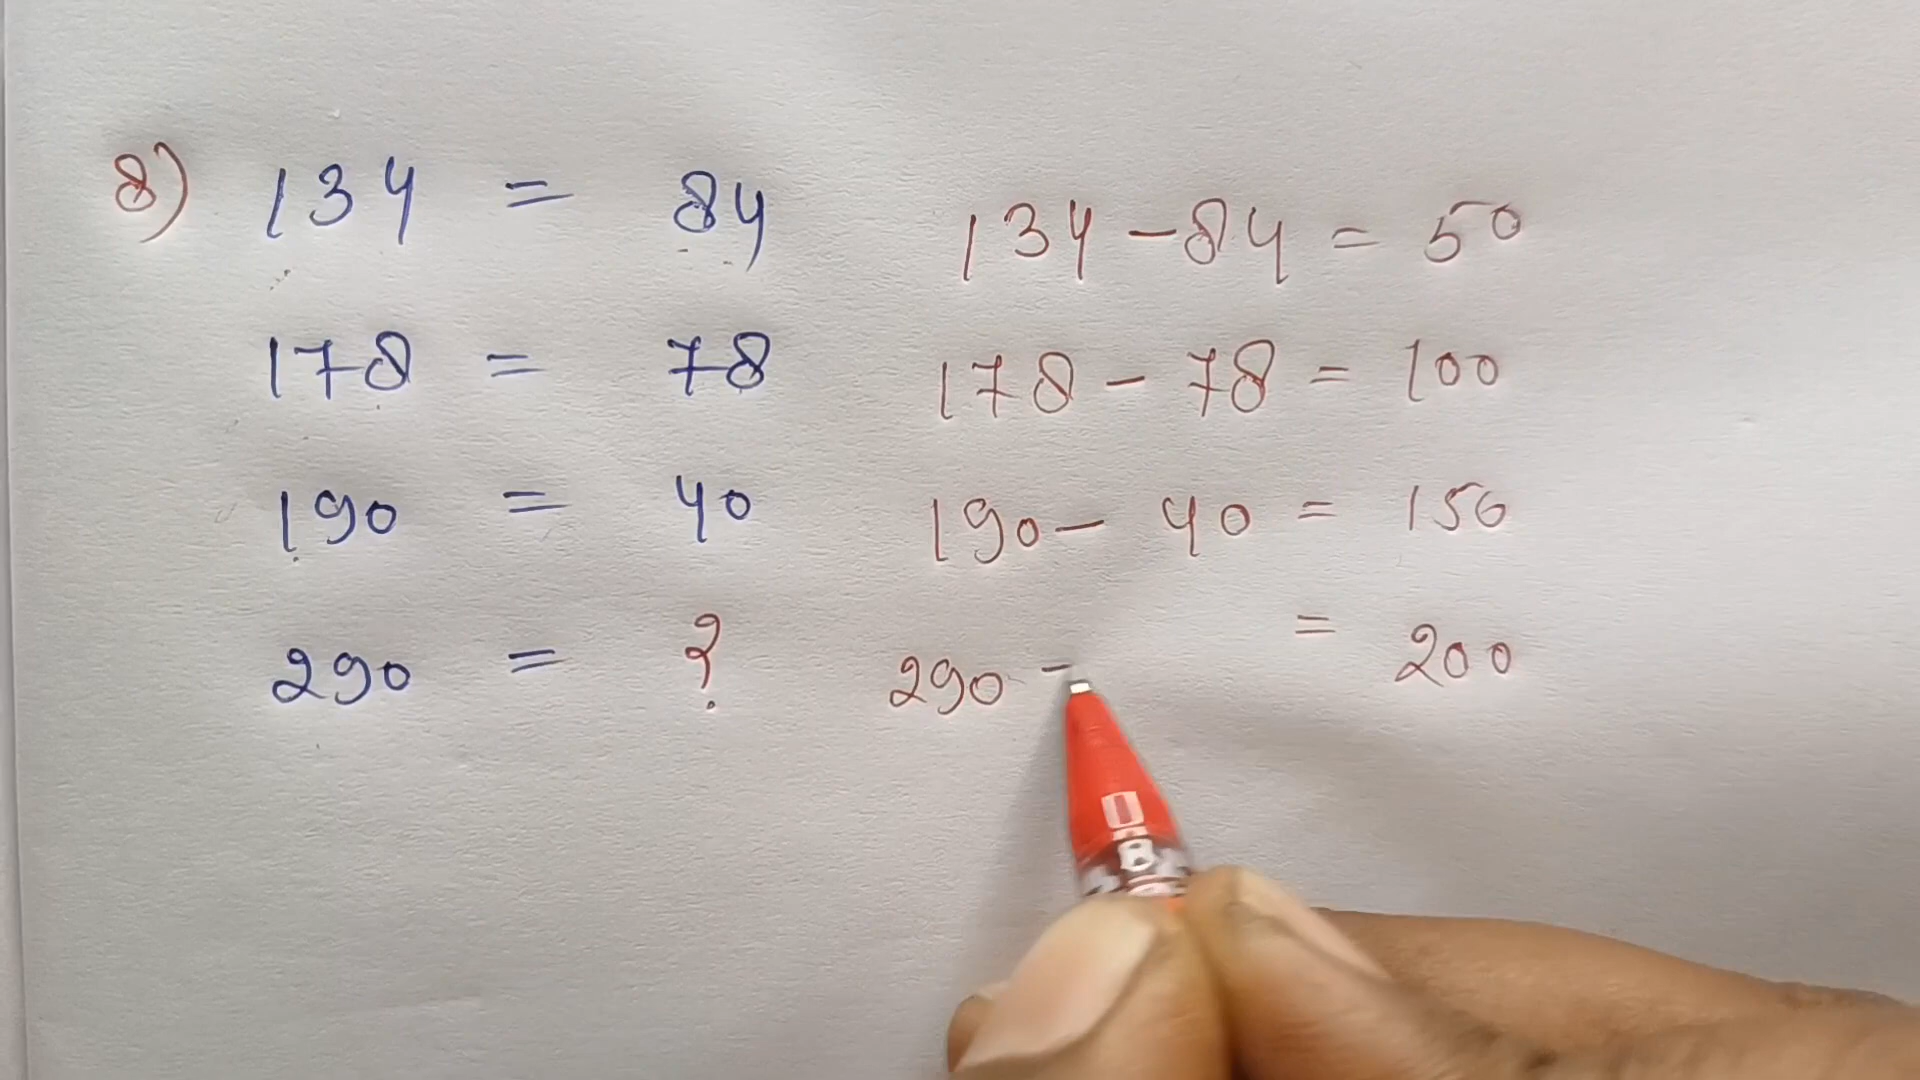 8) 134 = 84 134 - 84 = 50
178 = 78 178 - 78 = 100
190 = 40 190 - 40 = 150
290 = ? 290 - = 200